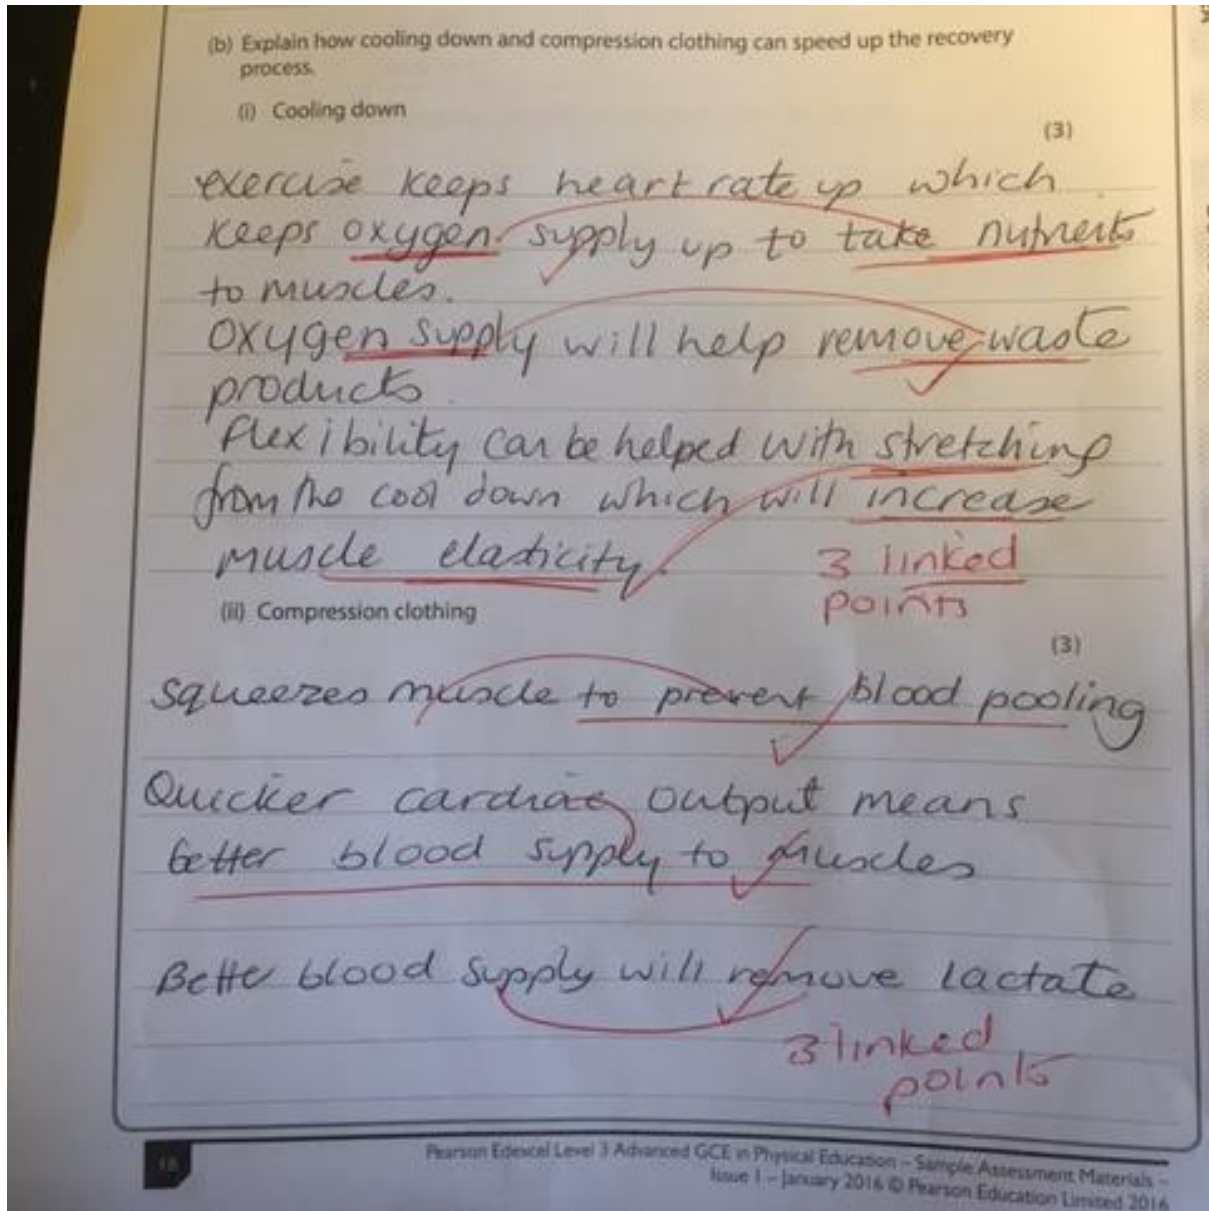 (b) Explain how cooling down and compression clothing can speed up the recovery
process.
(i) Cooling down
(3)
exercise keeps heart rate up which
keeps oxygen supply up to take nutrients
to muscles.
oxygen supply will help remove waste
products.
flexibility can be helped with stretching
from the cool down which will increase
muscle elasticity.
3 linked
points
(ii) Compression clothing
(3)
squeezes muscle to prevent blood pooling
Quicker cardiac output means
better blood supply to muscles
Better blood supply will remove lactate
3 linked
points
18
Pearson Edexcel Level 3 Advanced GCE in Physical Education – Sample Assessment Materials –
Issue 1 – January 2016 © Pearson Education Limited 2016